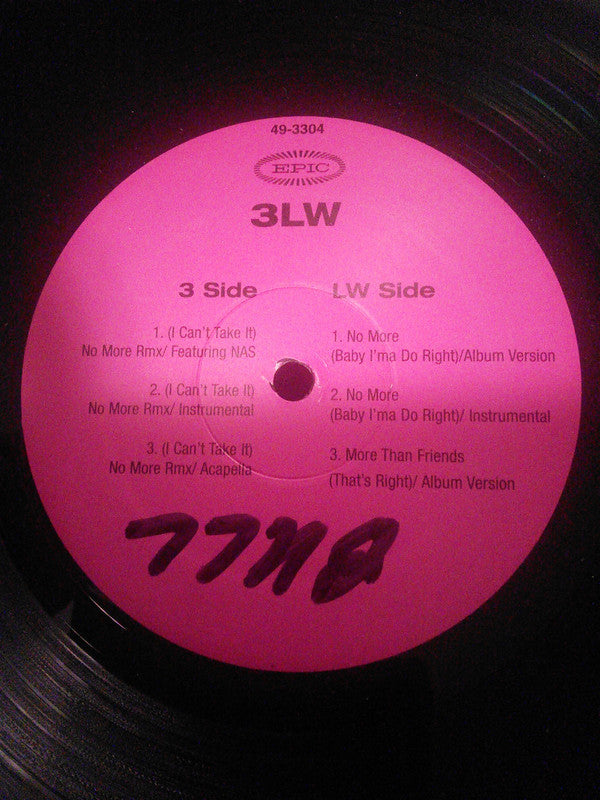 49-3304
EPIC
3LW
3 Side
1. (I Can't Take It)
No More Rmx/ Featuring NAS
2. (I Can't Take It)
No More Rmx/ Instrumental
3. (I Can't Take It)
No More Rmx/ Acapella
LW Side
1. No More
(Baby I'ma Do Right)/Album Version
2. No More
(Baby I'ma Do Right)/ Instrumental
3. More Than Friends
(That's Right)/ Album Version
BULL